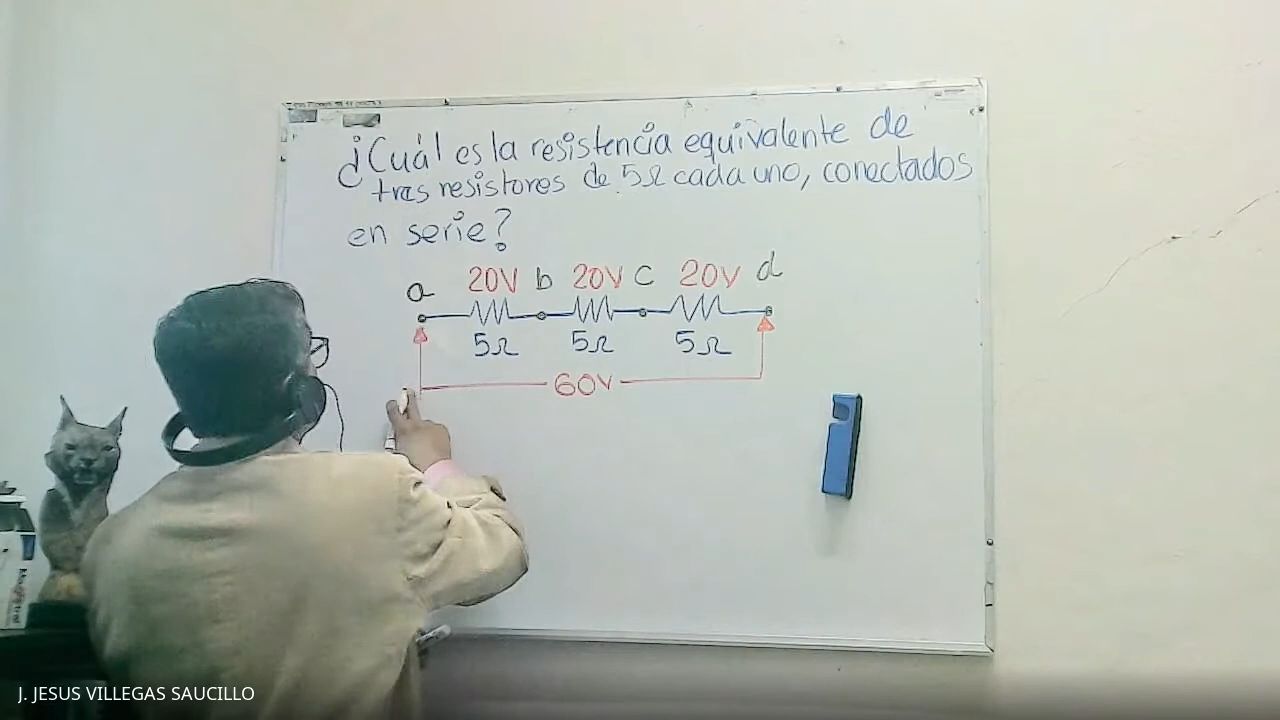 ¿Cuál es la resistencia equivalente de
tres resistores de 5Ω cada uno, conectados
en serie?
a 20V b 20V c 20V d
5Ω 5Ω 5Ω
60V
J. JESUS VILLEGAS SAUCILLO